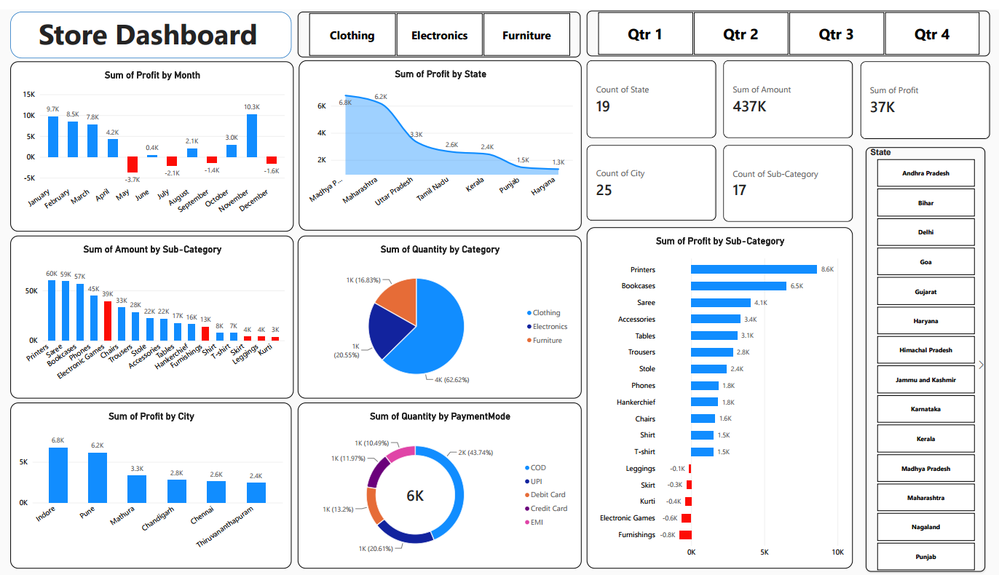 Store Dashboard
Clothing
Electronics
Furniture
Qtr 1
Qtr 2
Qtr 3
Qtr 4
Sum of Profit by Month
15K
10K
5K
0K
-5K
9.7K
8.5K
7.8K
4.2K
-3.7K
0.4K
-2.1K
2.1K
-1.4K
3.0K
10.3K
-1.6K
January
February
March
April
May
June
July
August
September
October
November
December
Sum of Profit by State
6K
4K
2K
6.8K
6.2K
3.3K
2.6K
2.4K
1.5K
1.3K
Madhya P...
Maharashtra
Uttar Pradesh
Tamil Nadu
Kerala
Punjab
Haryana
Count of State
19
Sum of Amount
437K
Sum of Profit
37K
Count of City
25
Count of Sub-Category
17
State
Andhra Pradesh
Bihar
Delhi
Goa
Gujarat
Haryana
Himachal Pradesh
Jammu and Kashmir
Karnataka
Kerala
Madhya Pradesh
Maharashtra
Nagaland
Punjab
Sum of Amount by Sub-Category
50K
0K
60K
59K
57K
45K
39K
33K
28K
22K
22K
17K
16K
13K
8K
7K
4K
4K
3K
Printers
Saree
Bookcases
Phones
Electronic Games
Chairs
Trousers
Stole
Accessories
Tables
Hankerchief
Furnishings
Shirt
T-shirt
Skirt
Leggings
Kurti
Sum of Quantity by Category
1K (16.83%)
1K
(20.55%)
4K (62.62%)
Clothing
Electronics
Furniture
Sum of Profit by Sub-Category
Printers 8.6K
Bookcases 6.5K
Saree 4.1K
Accessories 3.4K
Tables 3.1K
Trousers 2.8K
Stole 2.4K
Phones 1.8K
Hankerchief 1.8K
Chairs 1.6K
Shirt 1.5K
T-shirt 1.5K
Leggings -0.1K
Skirt -0.3K
Kurti -0.4K
Electronic Games -0.6K
Furnishings -0.8K
0K 5K 10K
Sum of Profit by City
5K
0K
6.8K
6.2K
3.3K
2.8K
2.6K
2.4K
Indore
Pune
Mathura
Chandigarh
Chennai
Thiruvananthapuram
Sum of Quantity by PaymentMode
1K (10.49%)
1K (11.97%)
1K (13.2%)
1K (20.61%)
2K (43.74%)
6K
COD
UPI
Debit Card
Credit Card
EMI